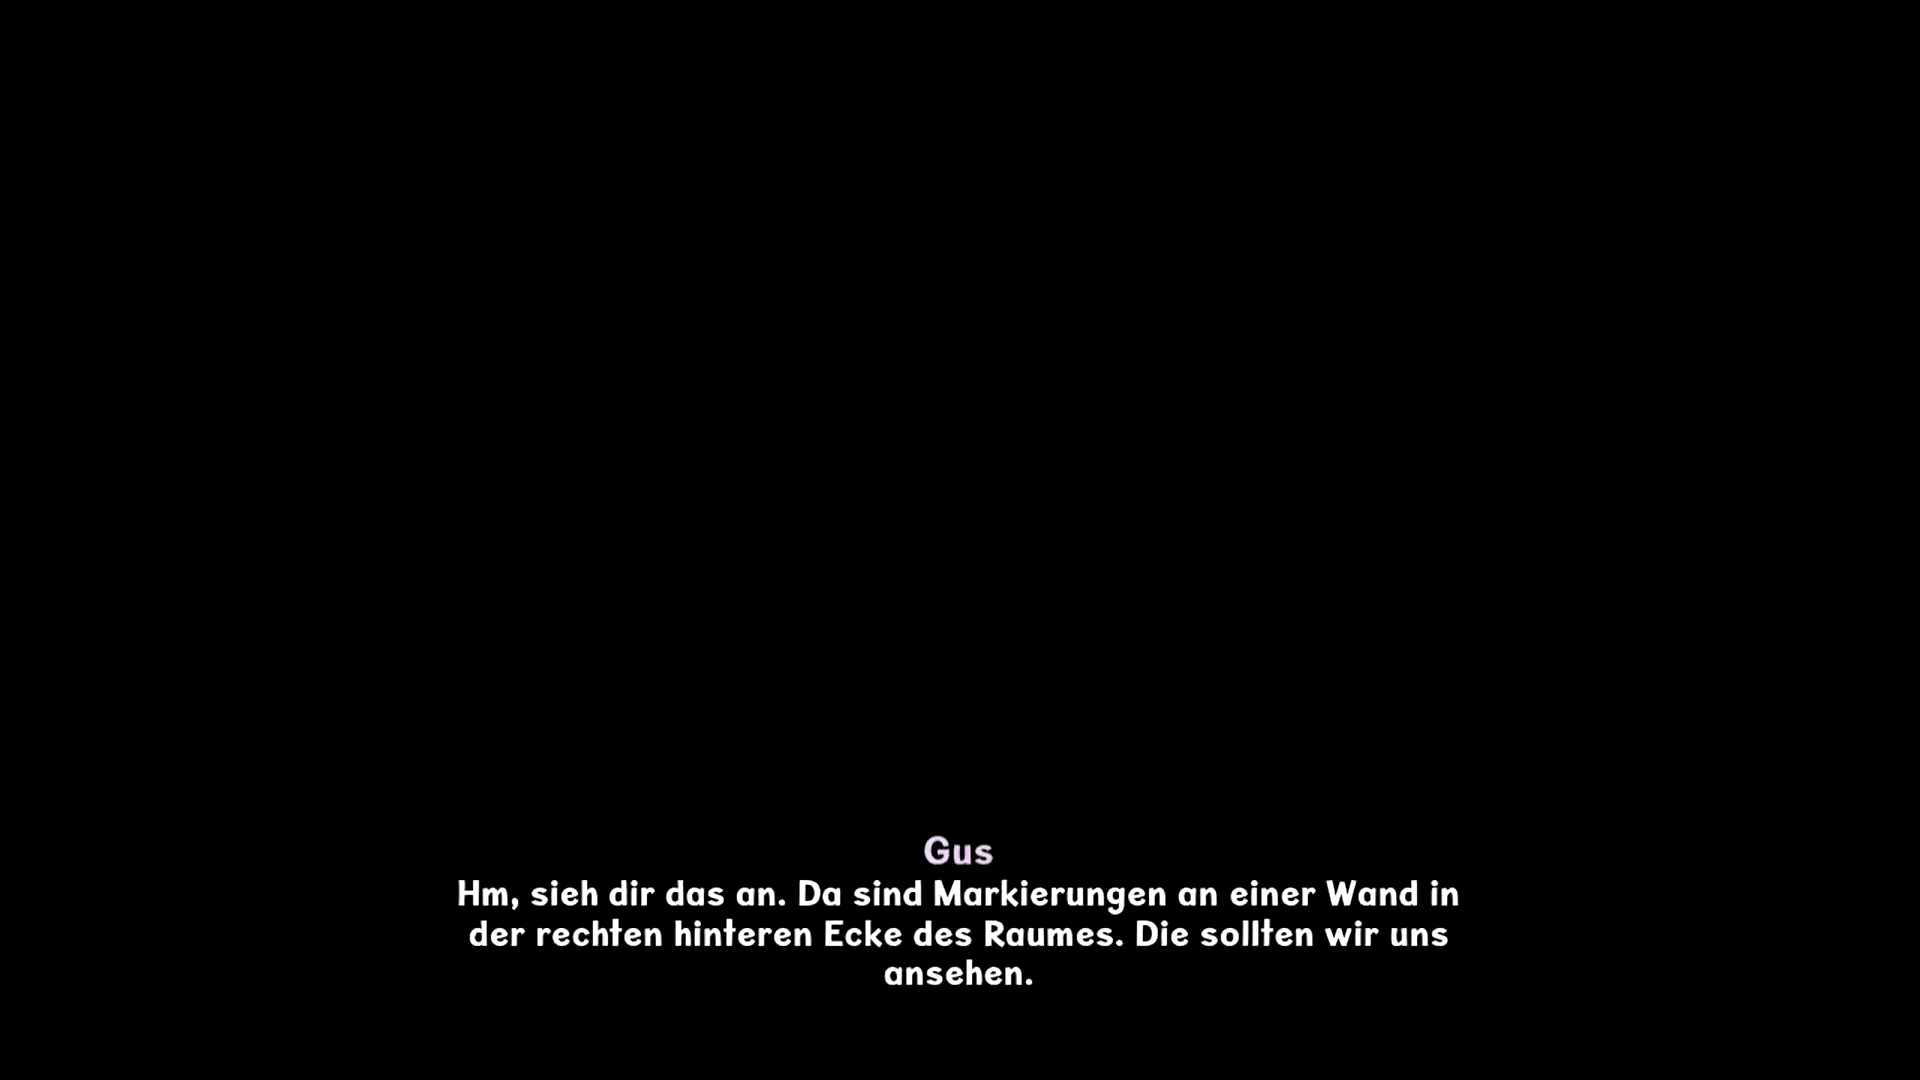 Gus
Hm, sieh dir das an. Da sind Markierungen an einer Wand in
der rechten hinteren Ecke des Raumes. Die sollten wir uns
ansehen.